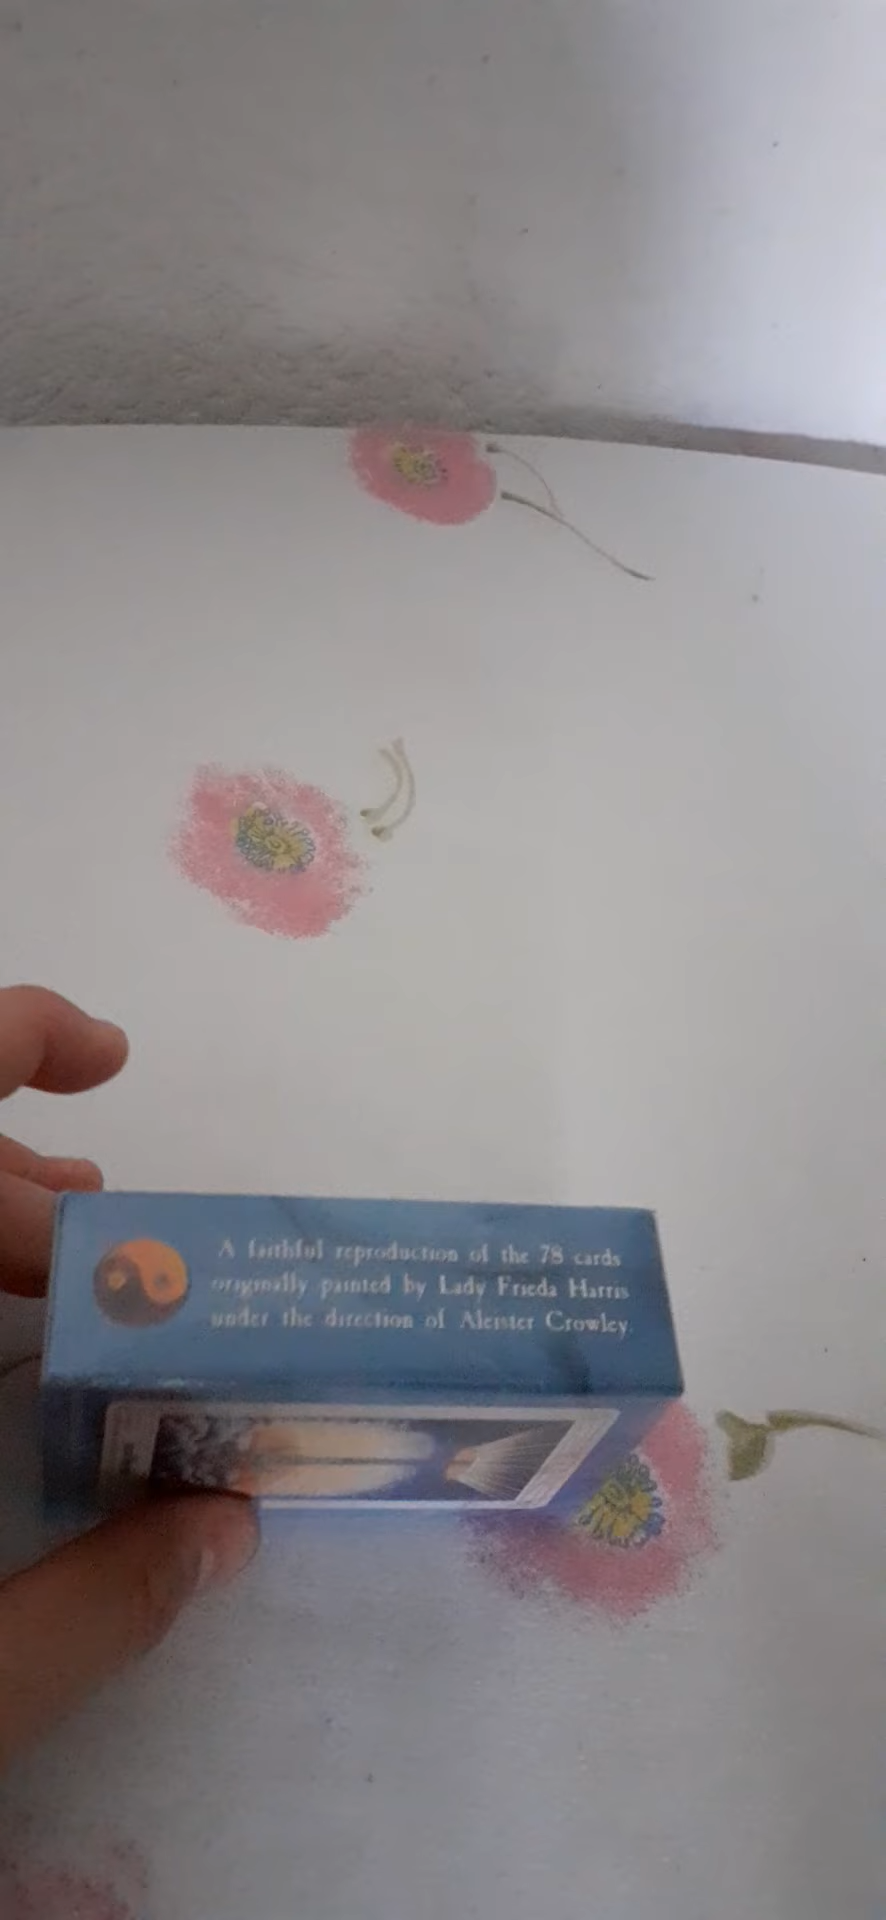 A faithful reproduction of the 78 cards
originally painted by Lady Frieda Harris
under the direction of Aleister Crowley.